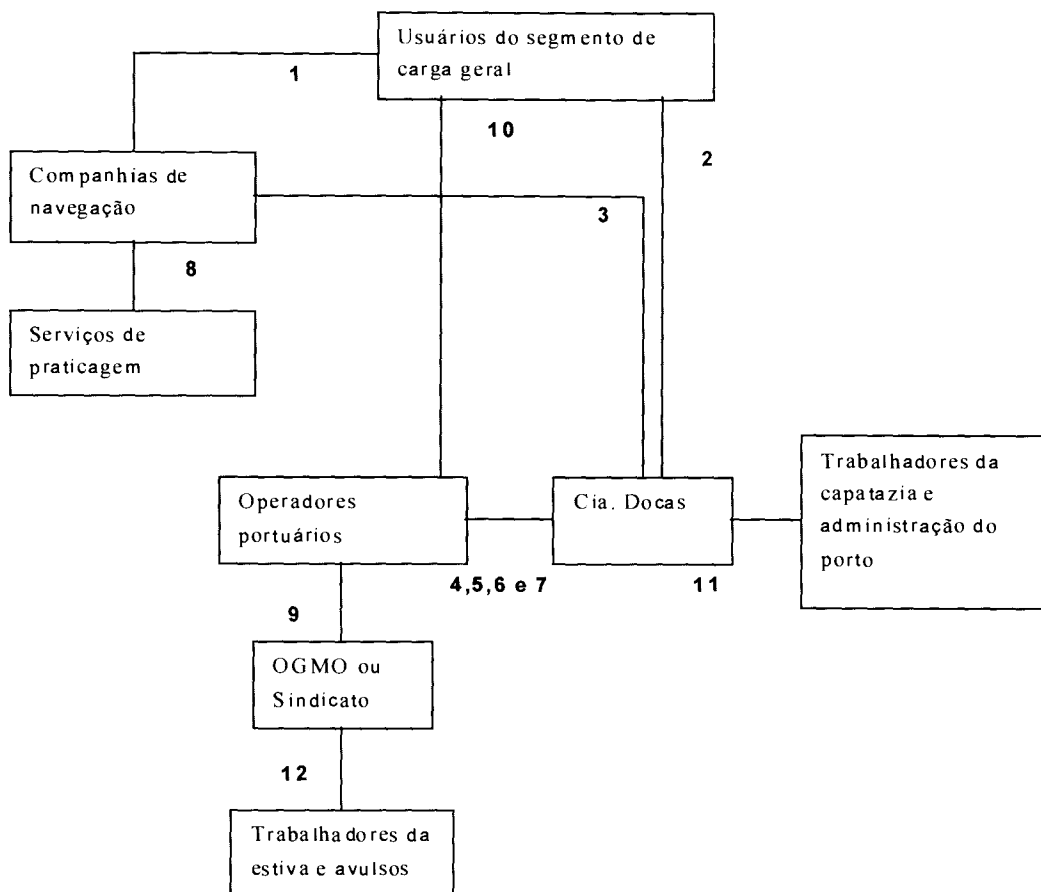 Usuários do segmento de
carga geral
1
10
2
Companhias de
navegação
3
8
Serviços de
praticagem
Operadores
portuários
Cia. Docas
Trabalhadores da
capatazia e
administração do
porto
4,5,6 e 7
11
9
OGMO ou
Sindicato
12
Trabalhadores da
estiva e avulsos